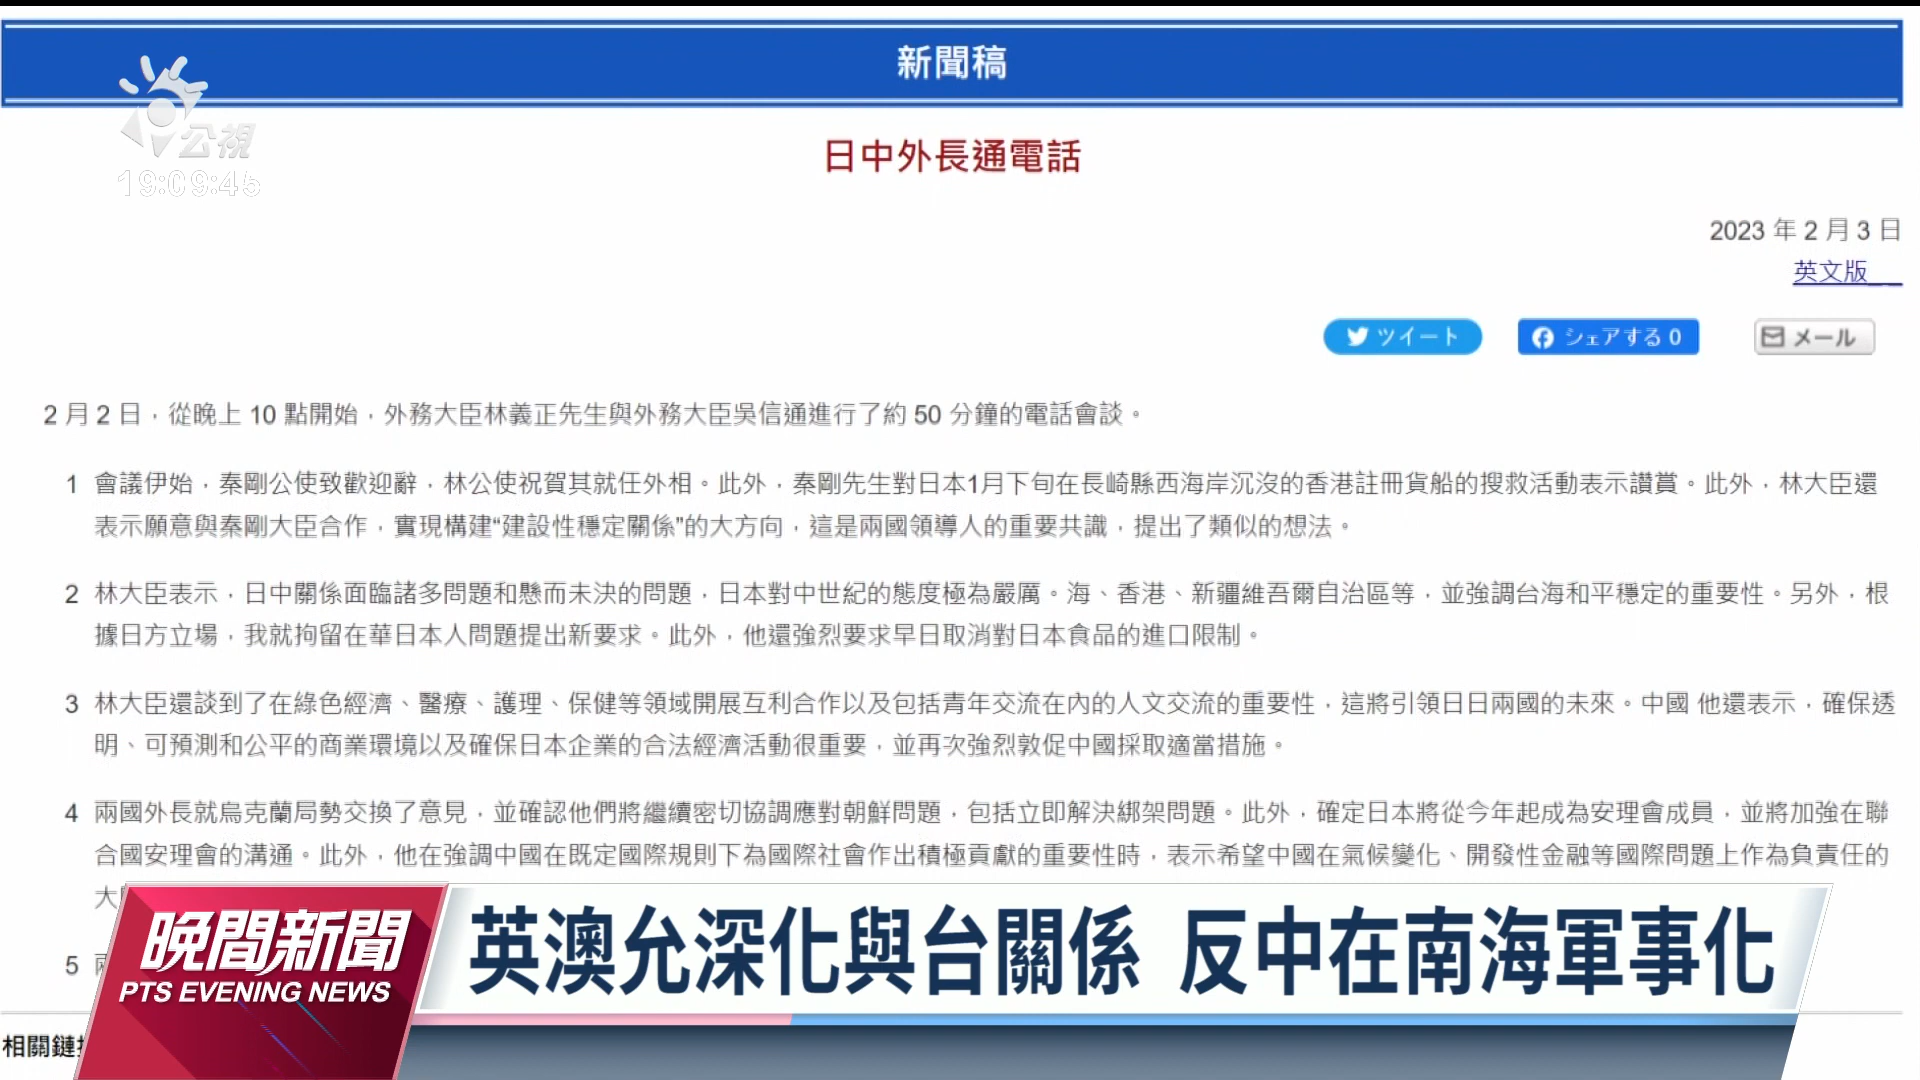 新聞稿
公視
19:09:45
日中外長通電話
2023 年 2 月 3 日
英文版
ツイート
シェアする 0
メール
2 月 2 日，從晚上 10 點開始，外務大臣林義正先生與外務大臣吳信通進行了約 50 分鐘的電話會談。
1 會議伊始，秦剛公使致歡迎辭，林公使祝賀其就任外相。此外，秦剛先生對日本1月下旬在長崎縣西海岸沉沒的香港註冊貨船的搜救活動表示讚賞。此外，林大臣還
表示願意與秦剛大臣合作，實現構建“建設性穩定關係”的大方向，這是兩國領導人的重要共識，提出了類似的想法。
2 林大臣表示，日中關係面臨諸多問題和懸而未決的問題，日本對中世紀的態度極為嚴厲。海、香港、新疆維吾爾自治區等，並強調台海和平穩定的重要性。另外，根
據日方立場，我就拘留在華日本人問題提出新要求。此外，他還強烈要求早日取消對日本食品的進口限制。
3 林大臣還談到了在綠色經濟、醫療、護理、保健等領域開展互利合作以及包括青年交流在內的人文交流的重要性，這將引領日日兩國的未來。中國 他還表示，確保透
明、可預測和公平的商業環境以及確保日本企業的合法經濟活動很重要，並再次強烈敦促中國採取適當措施。
4 兩國外長就烏克蘭局勢交換了意見，並確認他們將繼續密切協調應對朝鮮問題，包括立即解決綁架問題。此外，確定日本將從今年起成為安理會成員，並將加強在聯
合國安理會的溝通。此外，他在強調中國在既定國際規則下為國際社會作出積極貢獻的重要性時，表示希望中國在氣候變化、開發性金融等國際問題上作為負責任的
大
5
相關鏈
晚間新聞
PTS EVENING NEWS
英澳允深化與台關係 反中在南海軍事化